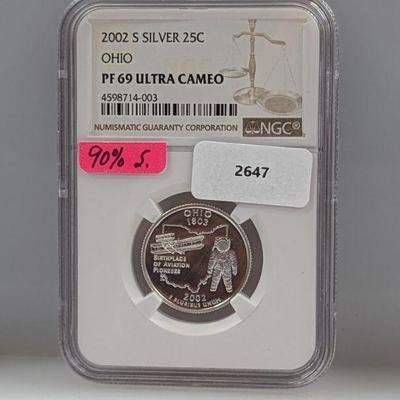 2002 S SILVER 25C
OHIO
PF 69 ULTRA CAMEO
4598714-003
NUMISMATIC GUARANTY CORPORATION
NGC®
90% S.
2647
OHIO
1803
BIRTHPLACE
OF AVIATION
PIONEERS
2002
E PLURIBUS UNUM